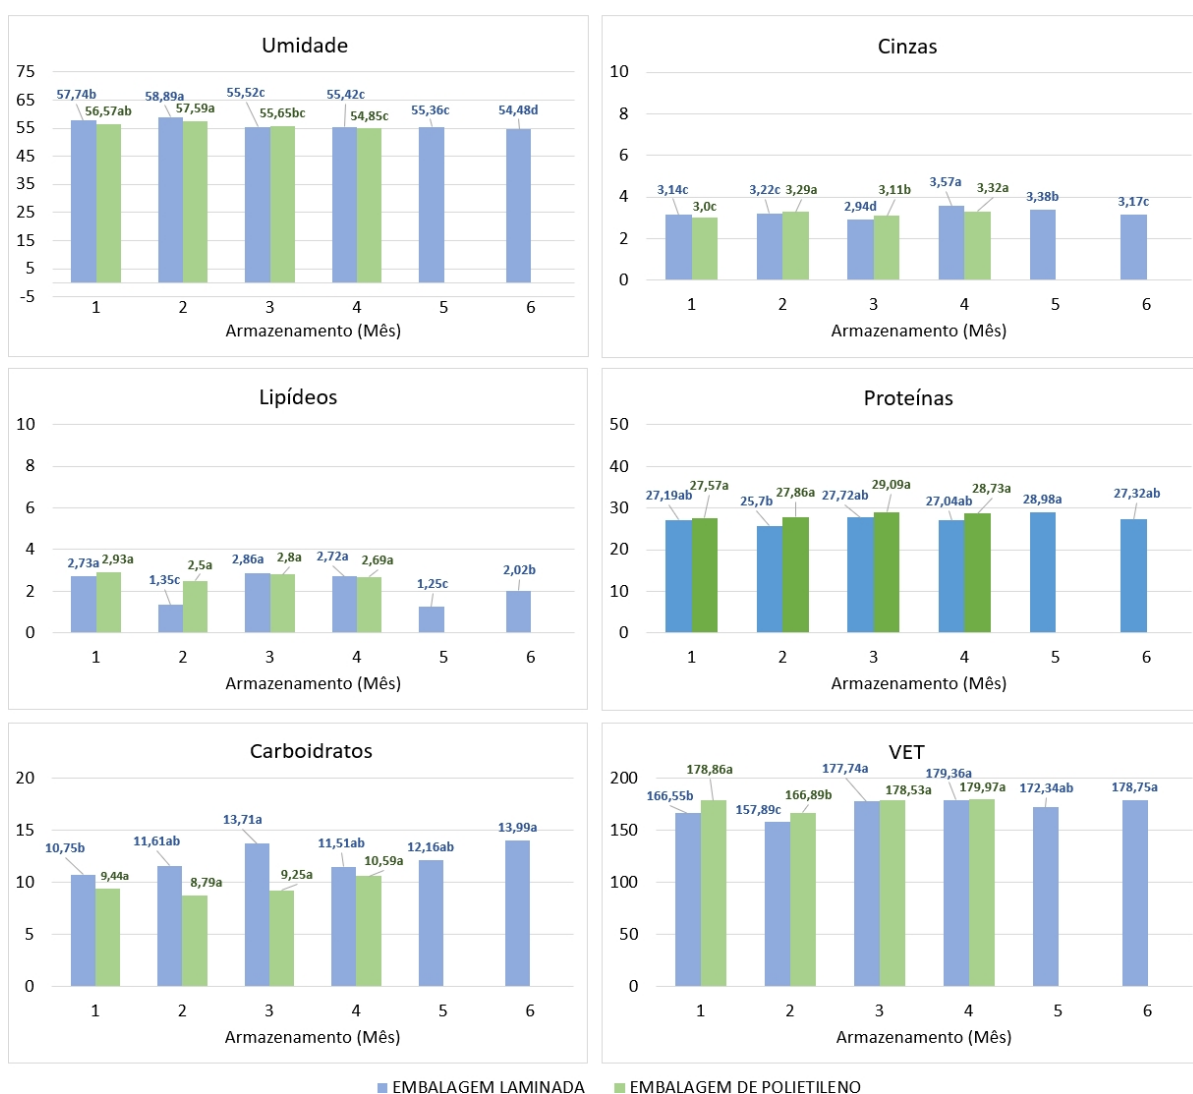 Umidade
75
65
55
45
35
25
15
5
-5
57,74b
56,57ab
58,89a
57,59a
55,52c
55,65bc
55,42c
54,85c
55,36c
54,48d
1 2 3 4 5 6
Armazenamento (Mês)
Cinzas
10
8
6
4
2
0
3,14c
3,0c
3,22c
3,29a
2,94d
3,11b
3,57a
3,32a
3,38b
3,17c
1 2 3 4 5 6
Armazenamento (Mês)
Lipídeos
10
8
6
4
2
0
2,73a
2,93a
1,35c
2,5a
2,86a
2,8a
2,72a
2,69a
1,25c
2,02b
1 2 3 4 5 6
Armazenamento (Mês)
Proteínas
50
40
30
20
10
0
27,19ab
27,57a
25,7b
27,86a
27,72ab
29,09a
27,04ab
28,73a
28,98a
27,32ab
1 2 3 4 5 6
Armazenamento (Mês)
Carboidratos
20
15
10
5
0
10,75b
9,44a
11,61ab
8,79a
13,71a
9,25a
11,51ab
10,59a
12,16ab
13,99a
1 2 3 4 5 6
Armazenamento (Mês)
VET
200
150
100
50
0
166,55b
178,86a
157,89c
166,89b
177,74a
178,53a
179,36a
179,97a
172,34ab
178,75a
1 2 3 4 5 6
Armazenamento (Mês)
EMBALAGEM LAMINADA EMBALAGEM DE POLIETILENO